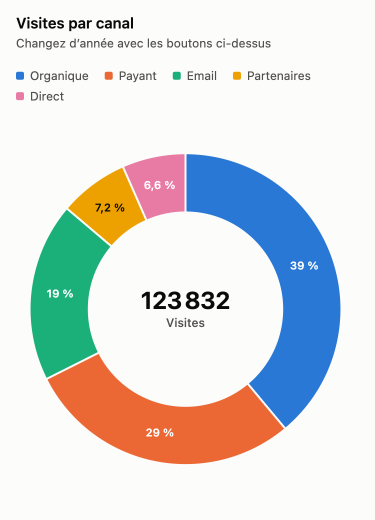 Visites par canal
Changez d’année avec les boutons ci-dessus
Organique Payant Email Partenaires
Direct
6,6 %
7,2 %
39 %
19 %
123 832
Visites
29 %